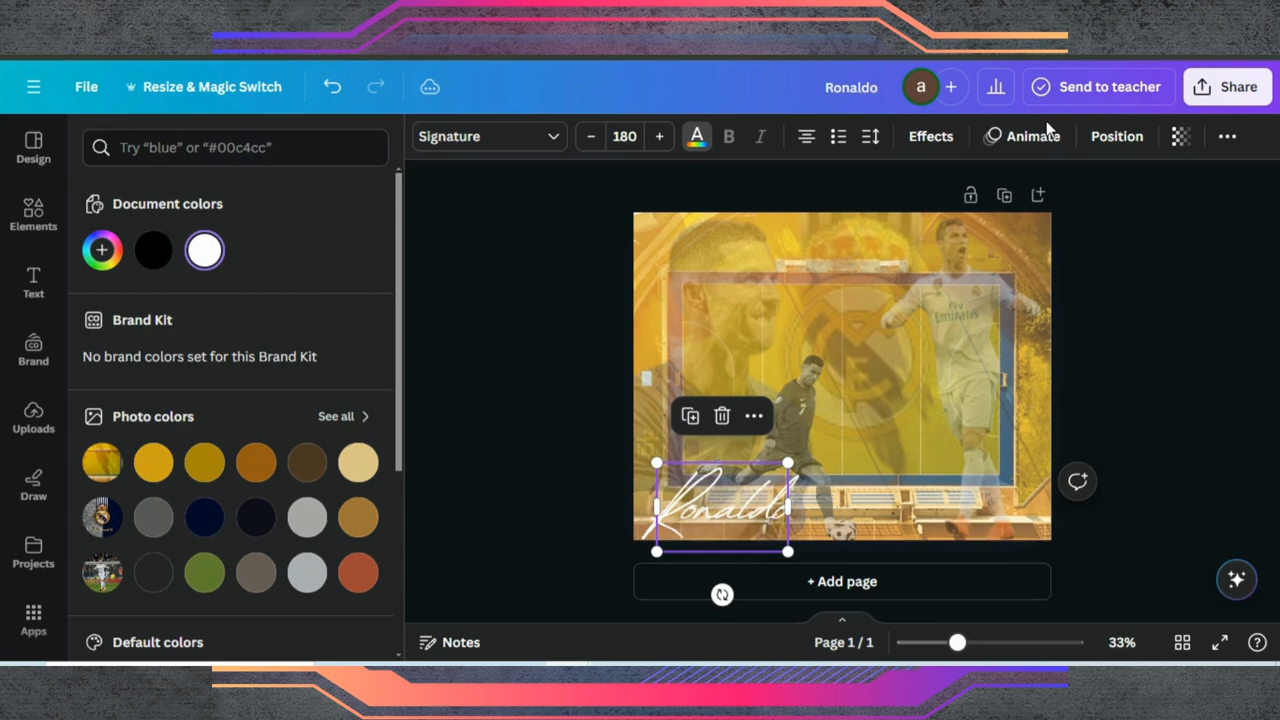 File
Resize & Magic Switch
Ronaldo
a
Send to teacher
Share
Design
Elements
Text
Brand
Uploads
Draw
Projects
Apps
Try “blue” or “#00c4cc”
Document colors
Brand Kit
No brand colors set for this Brand Kit
Photo colors
See all
Default colors
Signature
− 180 +
A
B
I
Effects
Animate
Position
Emirates
7
Ronaldo
+ Add page
Notes
Page 1 / 1
33%